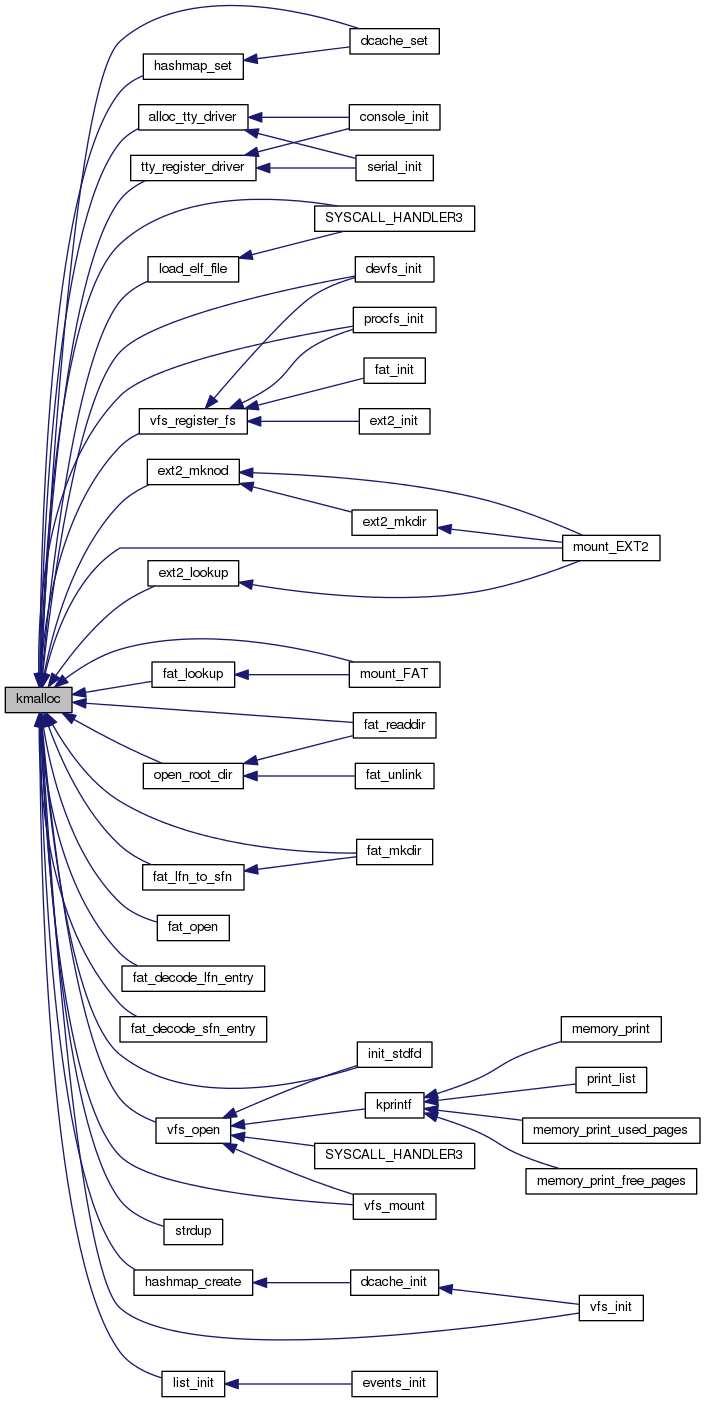 dcache_set
hashmap_set
alloc_tty_driver
console_init
tty_register_driver
serial_init
SYSCALL_HANDLER3
load_elf_file
devfs_init
procfs_init
fat_init
vfs_register_fs
ext2_init
ext2_mknod
ext2_mkdir
mount_EXT2
ext2_lookup
fat_lookup
mount_FAT
kmalloc
fat_readdir
open_root_dir
fat_unlink
fat_mkdir
fat_lfn_to_sfn
fat_open
fat_decode_lfn_entry
fat_decode_sfn_entry
memory_print
init_stdfd
print_list
kprintf
vfs_open
memory_print_used_pages
SYSCALL_HANDLER3
memory_print_free_pages
vfs_mount
strdup
hashmap_create
dcache_init
vfs_init
list_init
events_init